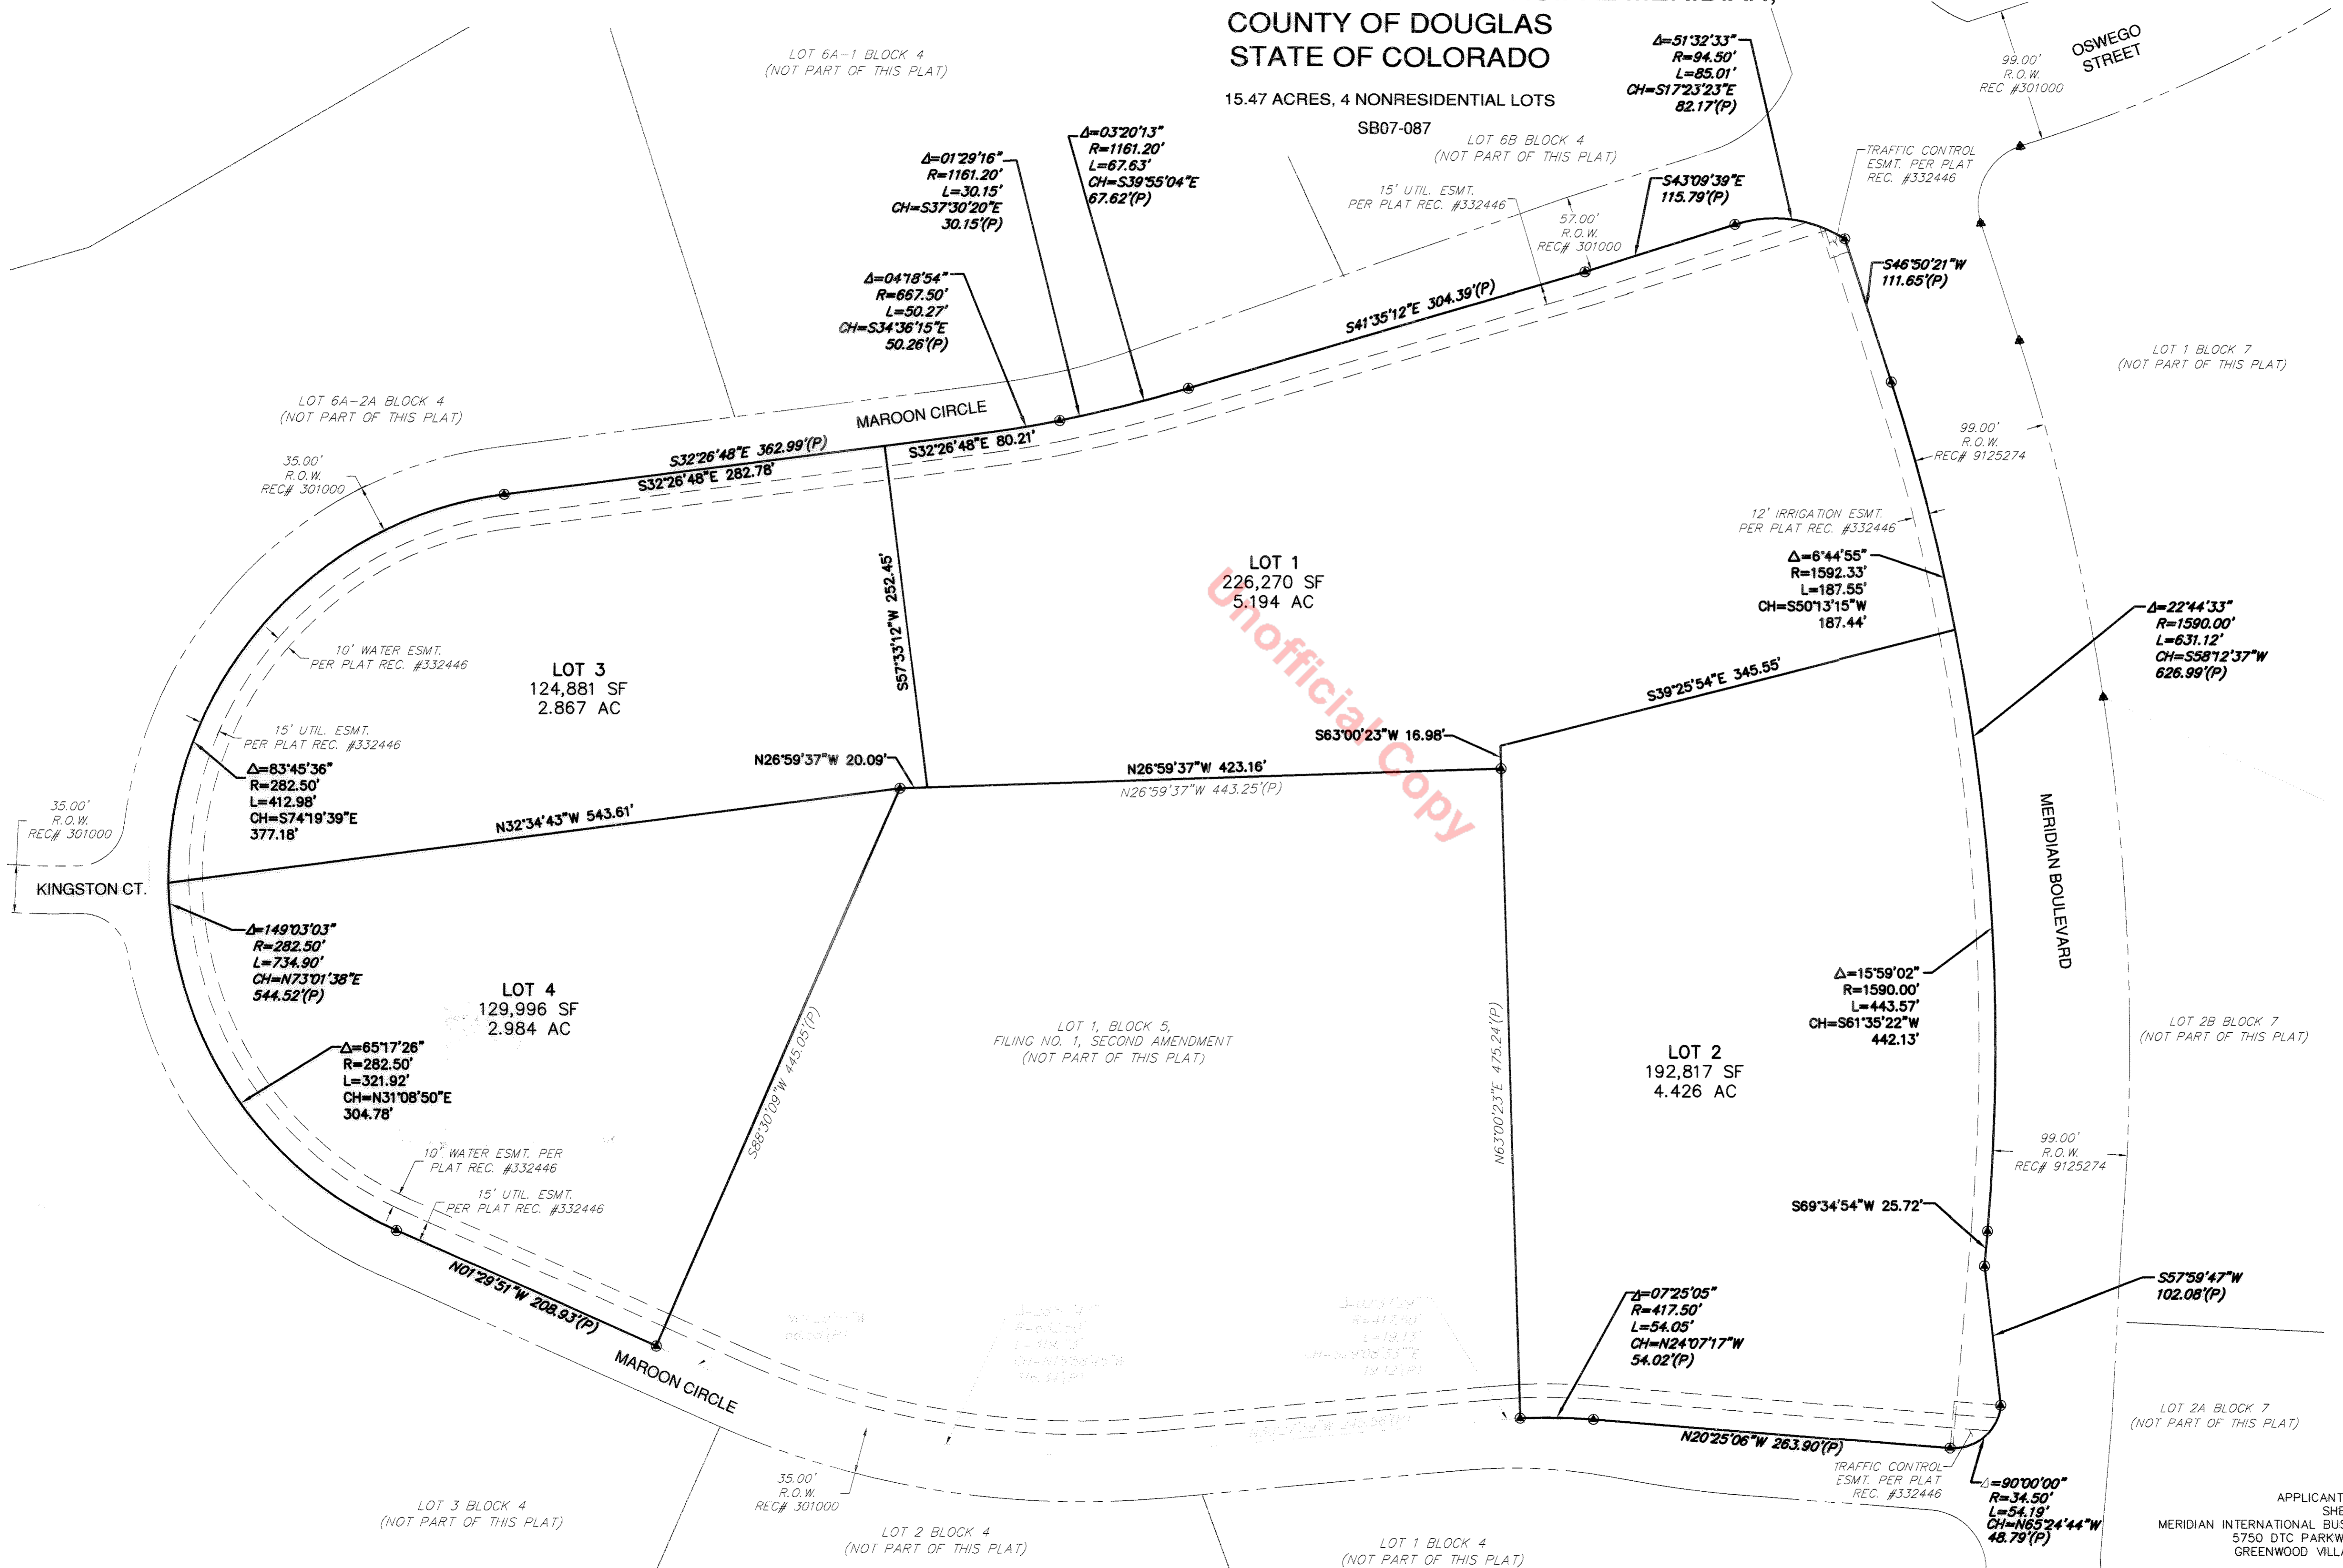 COUNTY OF DOUGLAS
STATE OF COLORADO
15.47 ACRES, 4 NONRESIDENTIAL LOTS
SB07-087
LOT 6A-1 BLOCK 4
(NOT PART OF THIS PLAT)
Δ=51°32'33"
R=94.50'
L=85.01'
CH=S17°23'23"E
82.17'(P)
99.00'
R.O.W.
REC #301000
OSWEGO
STREET
Δ=03°20'13"
R=1161.20'
L=67.63'
CH=S39°55'04"E
67.62'(P)
Δ=01°29'16"
R=1161.20'
L=30.15'
CH=S37°30'20"E
30.15'(P)
LOT 6B BLOCK 4
(NOT PART OF THIS PLAT)
TRAFFIC CONTROL
ESMT. PER PLAT
REC. #332446
15' UTIL. ESMT.
PER PLAT REC. #332446
S43°09'39"E
115.79'(P)
57.00'
R.O.W.
REC# 301000
Δ=04°18'54"
R=667.50'
L=50.27'
CH=S34°36'15"E
50.26'(P)
S46°50'21"W
111.65'(P)
S41°35'12"E 304.39'(P)
LOT 1 BLOCK 7
(NOT PART OF THIS PLAT)
LOT 6A-2A BLOCK 4
(NOT PART OF THIS PLAT)
MAROON CIRCLE
S32°26'48"E 362.99'(P)
S32°26'48"E 80.21'
S32°26'48"E 282.78'
35.00'
R.O.W.
REC# 301000
99.00'
R.O.W.
REC# 9125274
12' IRRIGATION ESMT.
PER PLAT REC. #332446
S57°33'12"W 252.45'
LOT 1
226,270 SF
5.194 AC
Δ=6°44'55"
R=1592.33'
L=187.55'
CH=S50°13'15"W
187.44'
Δ=22°44'33"
R=1590.00'
L=631.12'
CH=S58°12'37"W
626.99'(P)
10' WATER ESMT.
PER PLAT REC. #332446
LOT 3
124,881 SF
2.867 AC
S39°25'54"E 345.55'
Unofficial Copy
15' UTIL. ESMT.
PER PLAT REC. #332446
S63°00'23"W 16.98'
N26°59'37"W 20.09'
N26°59'37"W 423.16'
N26°59'37"W 443.25'(P)
Δ=83°45'36"
R=282.50'
L=412.98'
CH=S74°19'39"E
377.18'
35.00'
R.O.W.
REC# 301000
N32°34'43"W 543.61'
KINGSTON CT.
MERIDIAN BOULEVARD
Δ=149°03'03"
R=282.50'
L=734.90'
CH=N73°01'38"E
544.52'(P)
LOT 4
129,996 SF
2.984 AC
S88°30'09"W 445.05'(P)
LOT 1, BLOCK 5,
FILING NO. 1, SECOND AMENDMENT
(NOT PART OF THIS PLAT)
N63°00'23"E 475.24'(P)
Δ=15°59'02"
R=1590.00'
L=443.57'
CH=S61°35'22"W
442.13'
LOT 2
192,817 SF
4.426 AC
LOT 2B BLOCK 7
(NOT PART OF THIS PLAT)
Δ=65°17'26"
R=282.50'
L=321.92'
CH=N31°08'50"E
304.78'
10' WATER ESMT. PER
PLAT REC. #332446
15' UTIL. ESMT.
PER PLAT REC. #332446
99.00'
R.O.W.
REC# 9125274
S69°34'54"W 25.72'
N01°29'51"W 208.93'(P)
S57°59'47"W
102.08'(P)
Δ=07°25'05"
R=417.50'
L=54.05'
CH=N24°07'17"W
54.02'(P)
MAROON CIRCLE
LOT 2A BLOCK 7
(NOT PART OF THIS PLAT)
N20°25'06"W 263.90'(P)
TRAFFIC CONTROL
ESMT. PER PLAT
REC. #332446
Δ=90°00'00"
R=34.50'
L=54.19'
CH=N65°24'44"W
48.79'(P)
35.00'
R.O.W.
REC# 301000
LOT 3 BLOCK 4
(NOT PART OF THIS PLAT)
LOT 2 BLOCK 4
(NOT PART OF THIS PLAT)
LOT 1 BLOCK 4
(NOT PART OF THIS PLAT)
APPLICANT
MERIDIAN INTERNATIONAL
5750 DTC
GREENWOOD